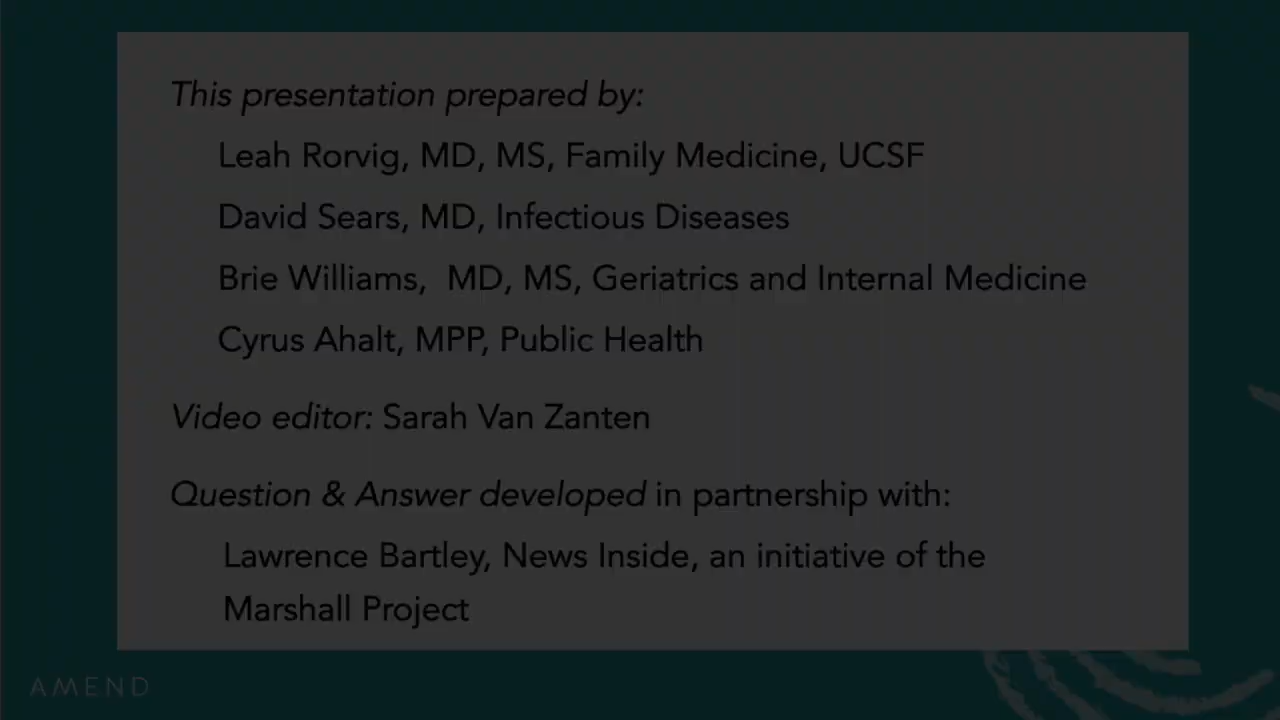 This presentation prepared by:
Leah Rorvig, MD, MS, Family Medicine, UCSF
David Sears, MD, Infectious Diseases
Brie Williams,  MD, MS, Geriatrics and Internal Medicine
Cyrus Ahalt, MPP, Public Health
Video editor: Sarah Van Zanten
Question & Answer developed in partnership with:
Lawrence Bartley, News Inside, an initiative of the
Marshall Project
AMEND